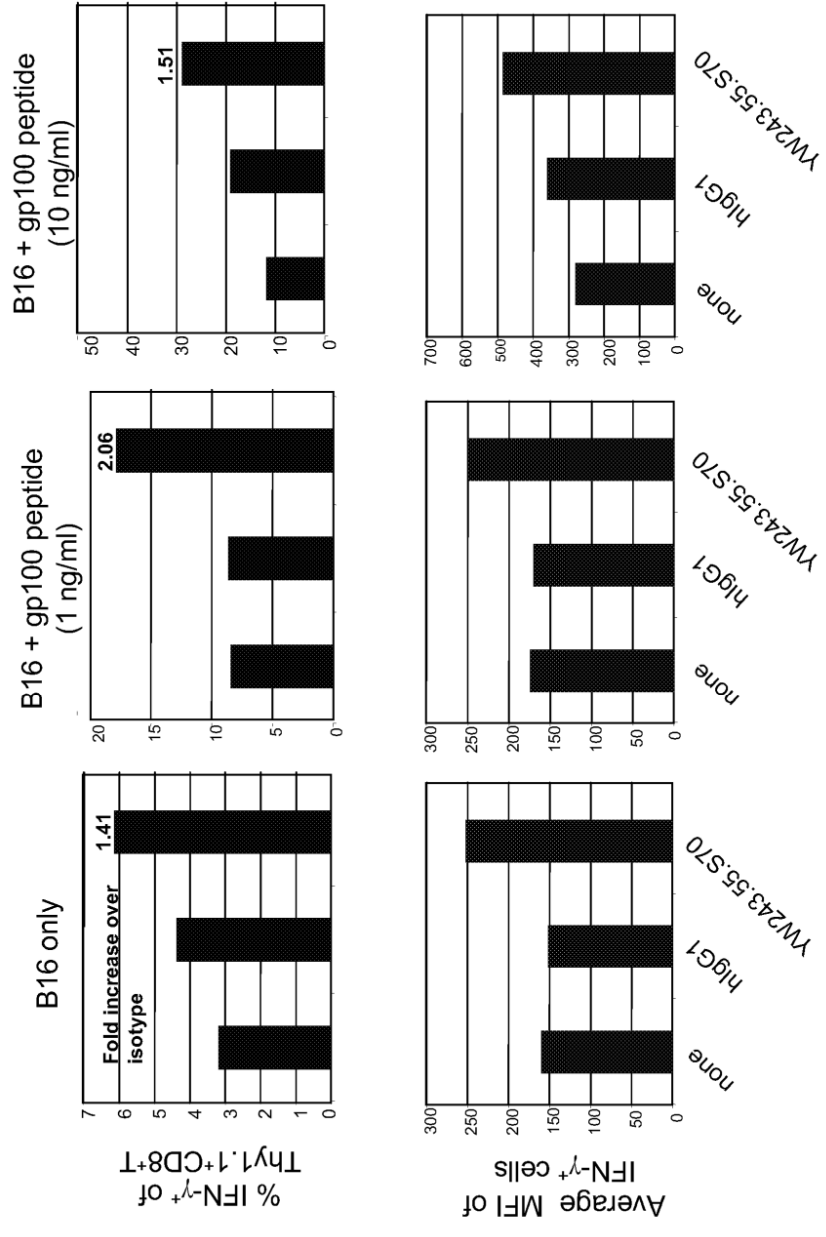 B16 only
B16 + gp100 peptide
(1 ng/ml)
B16 + gp100 peptide
(10 ng/ml)
% IFN-γ⁺ of
Thy1.1⁺CD8⁺T
7
6
5
4
3
2
1
0
Fold increase over
isotype
1.41
20
15
10
5
0
2.06
50
40
30
20
10
0
1.51
Average MFI of
IFN-γ⁺ cells
300
250
200
150
100
50
0
none
hIgG1
YW243.55.S70
300
250
200
150
100
50
0
none
hIgG1
YW243.55.S70
700
600
500
400
300
200
100
0
none
hIgG1
YW243.55.S70